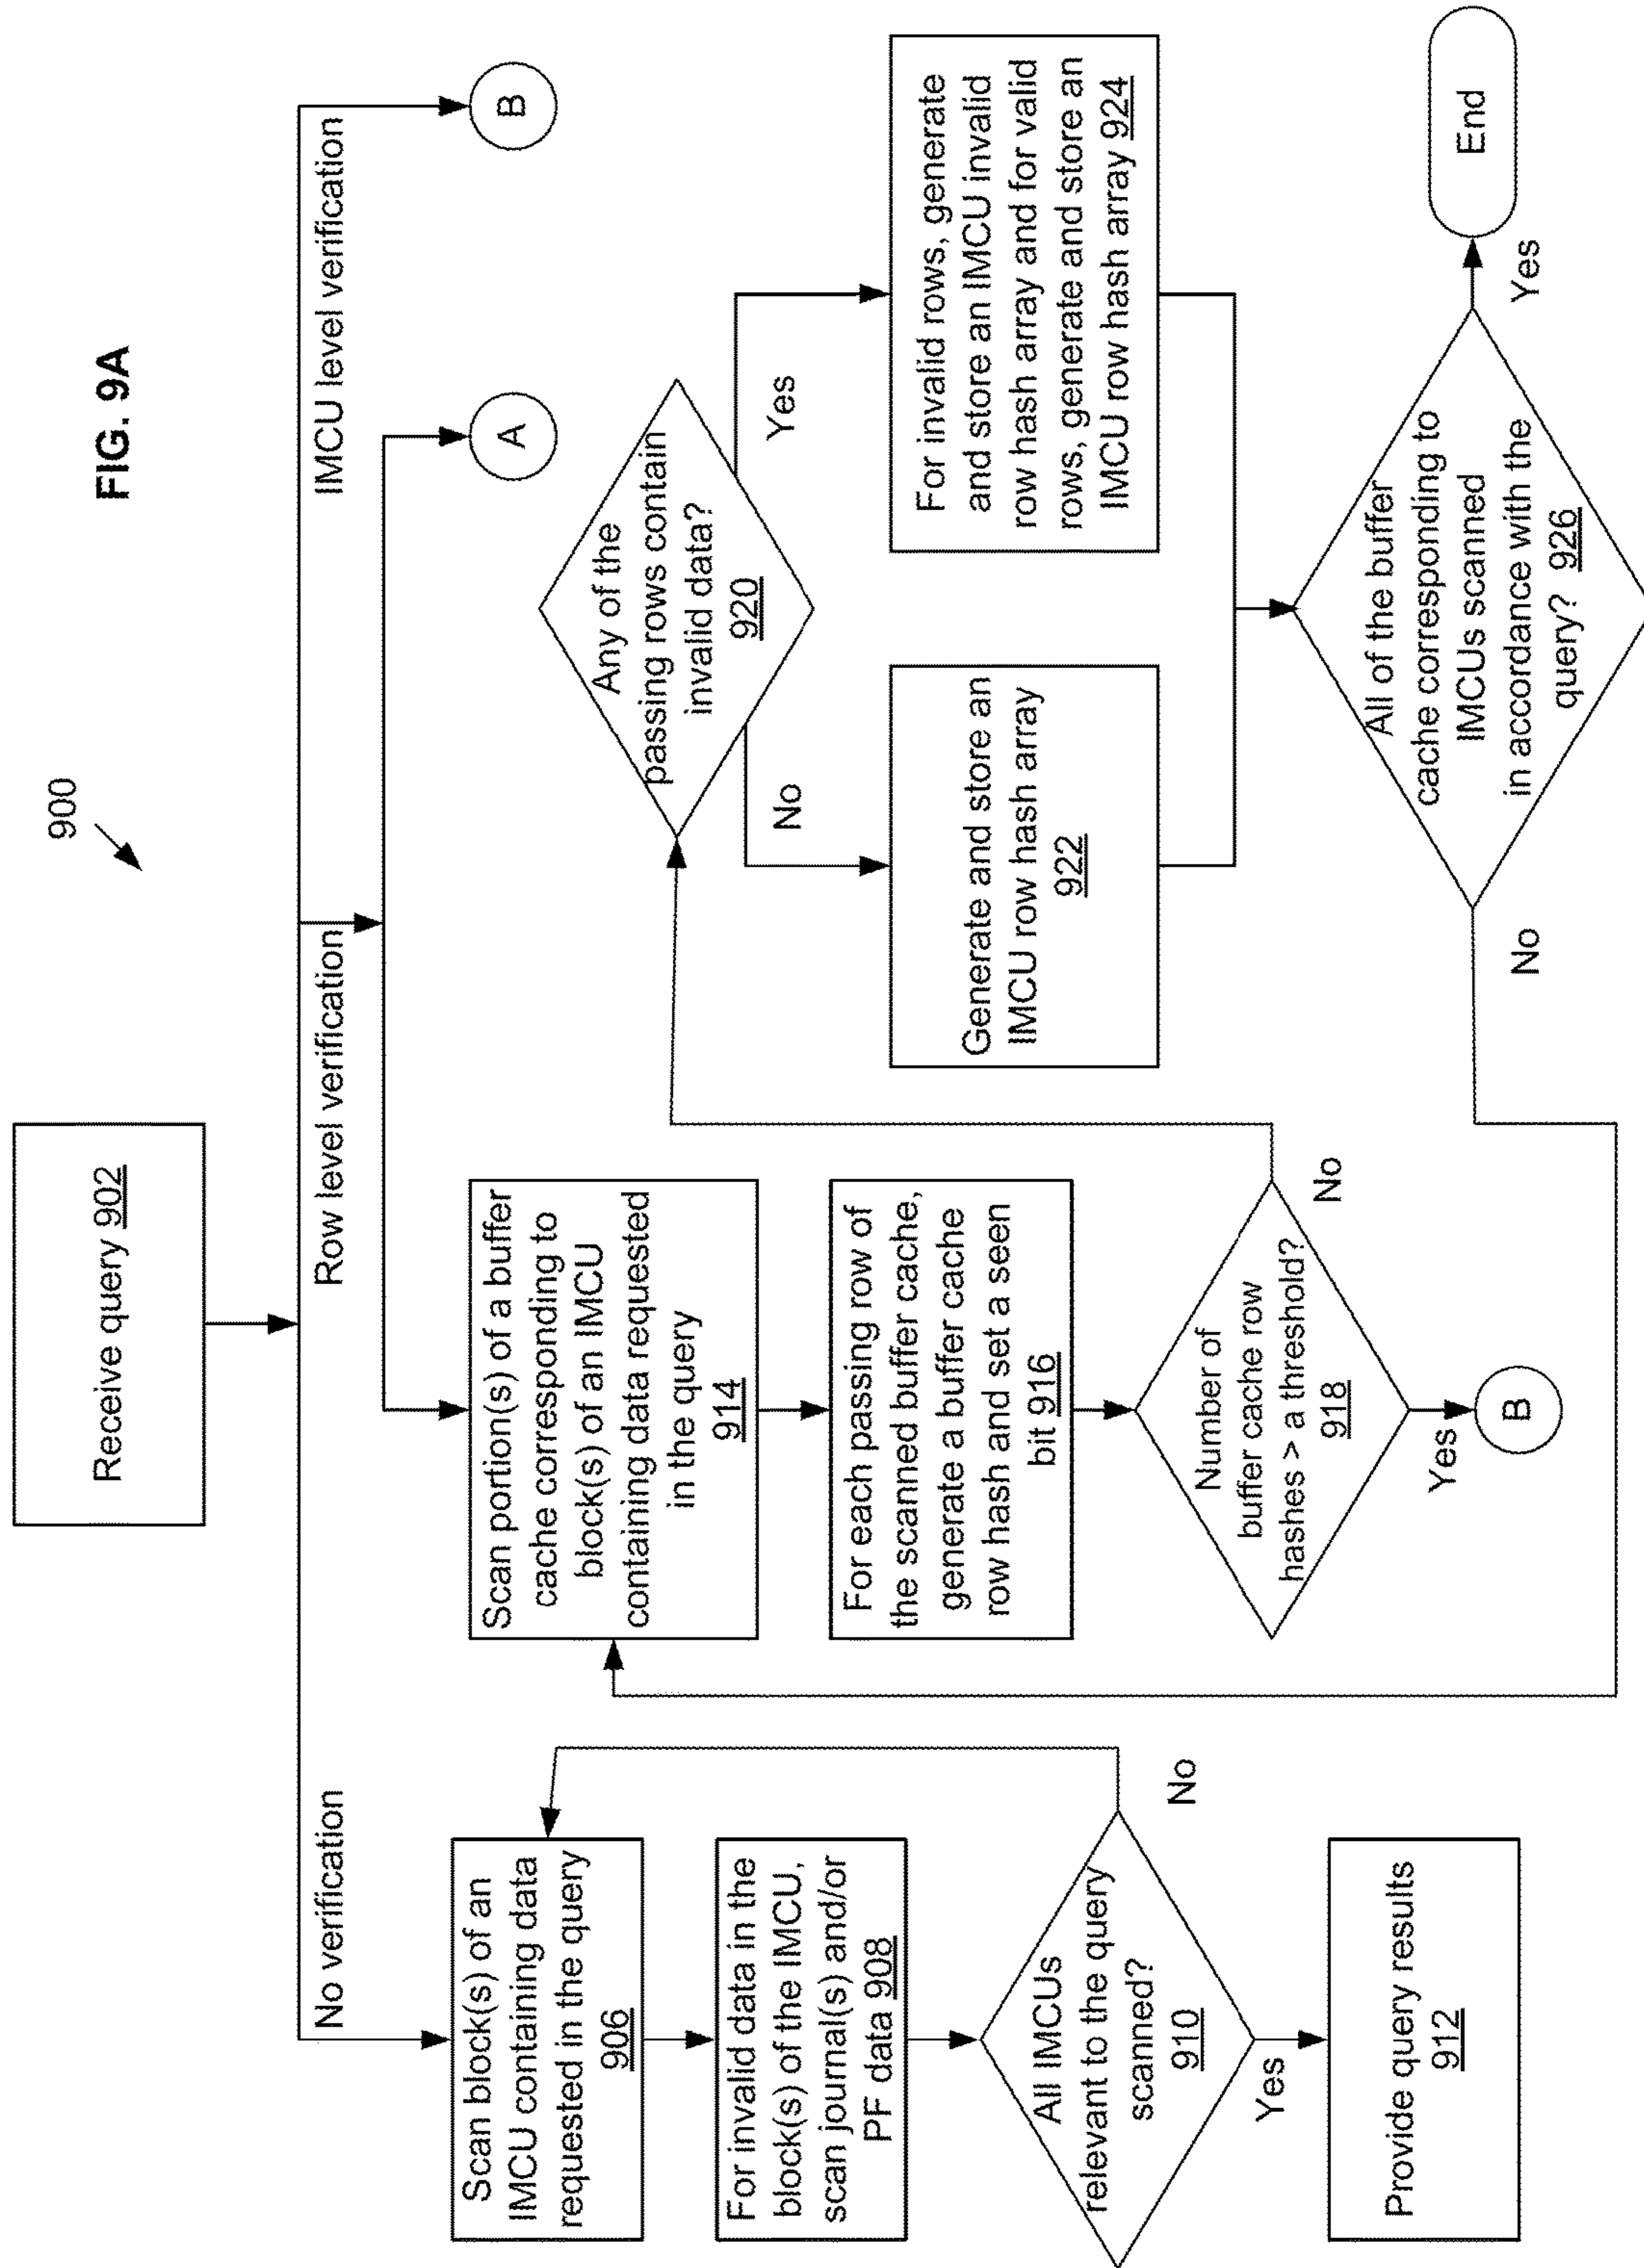 FIG. 9A
900
Receive query 902
No verification
Row level verification
IMCU level verification
Scan block(s) of an
IMCU containing data
requested in the query
906
For invalid data in the
block(s) of the IMCU,
scan journal(s) and/or
PF data 908
All IMCUs
relevant to the query
scanned?
910
No
Yes
Provide query results
912
Scan portion(s) of a buffer
cache corresponding to
block(s) of an IMCU
containing data requested
in the query
914
For each passing row of
the scanned buffer cache,
generate a buffer cache
row hash and set a seen
bit 916
Number of
buffer cache row
hashes > a threshold?
918
No
Yes
B
A
B
Any of the
passing rows contain
invalid data?
920
No
Yes
Generate and store an
IMCU row hash array
922
For invalid rows, generate
and store an IMCU invalid
row hash array and for valid
rows, generate and store an
IMCU row hash array 924
All of the buffer
cache corresponding to
IMCUs scanned
in accordance with the
query? 926
No
Yes
End